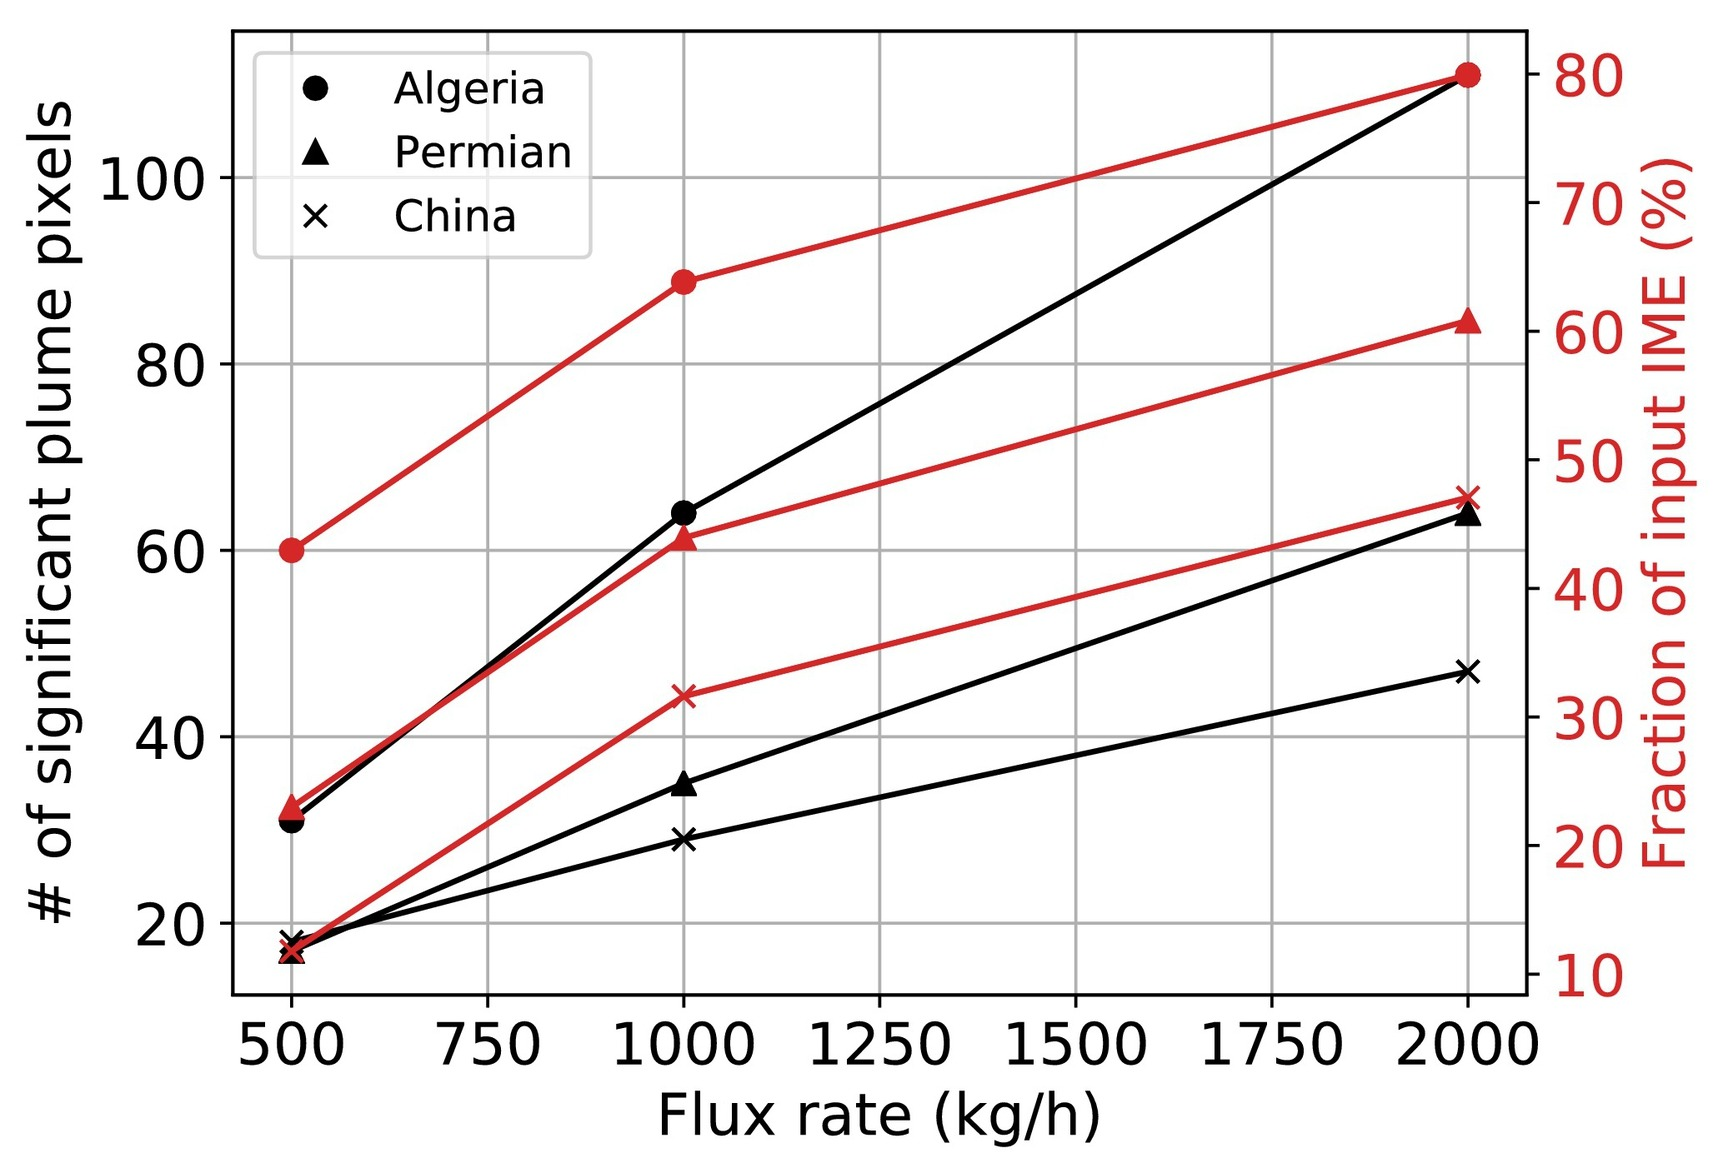 Algeria
Permian
China
# of significant plume pixels
100
80
60
40
20
80
70
60
50
40
30
20
10
Fraction of input IME (%)
500 750 1000 1250 1500 1750 2000
Flux rate (kg/h)